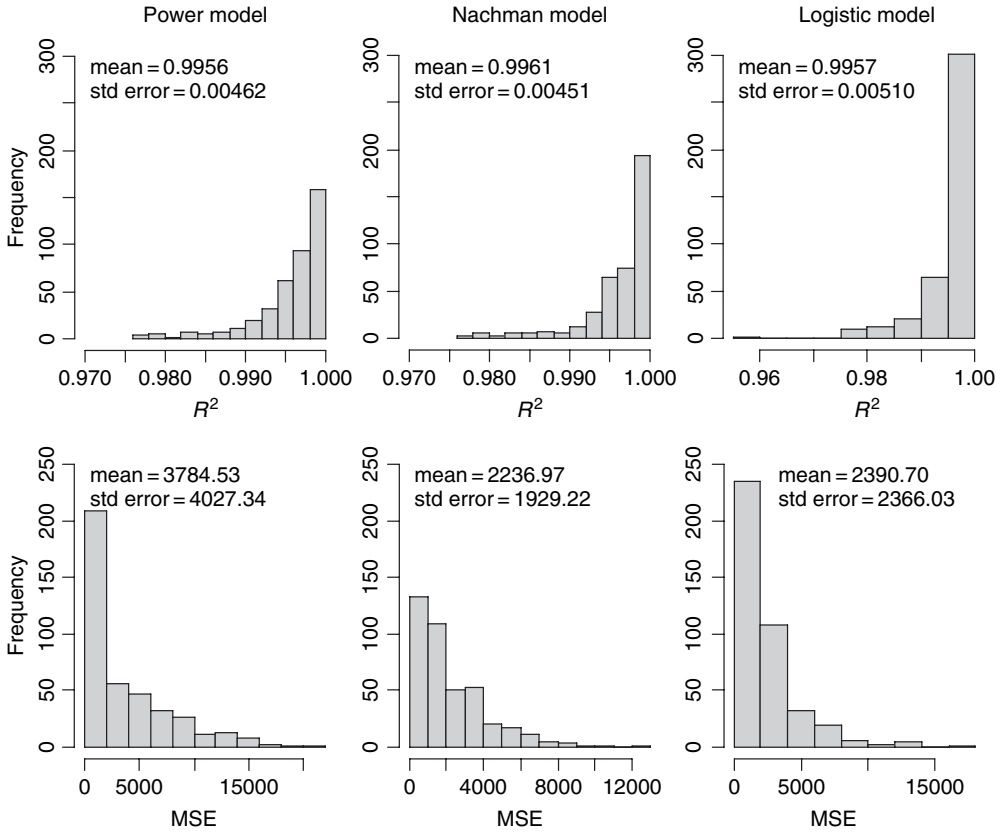 Power model
Nachman model
Logistic model
mean = 0.9956
std error = 0.00462
mean = 0.9961
std error = 0.00451
mean = 0.9957
std error = 0.00510
Frequency
300
200
100
50
0
300
200
100
50
0
300
200
100
50
0
0.970 0.980 0.990 1.000
0.970 0.980 0.990 1.000
0.96 0.98 1.00
R²
R²
R²
mean = 3784.53
std error = 4027.34
mean = 2236.97
std error = 1929.22
mean = 2390.70
std error = 2366.03
Frequency
250
200
150
100
50
0
250
200
150
100
50
0
250
200
150
100
50
0
0 5000 15000
0 4000 8000 12000
0 5000 15000
MSE
MSE
MSE